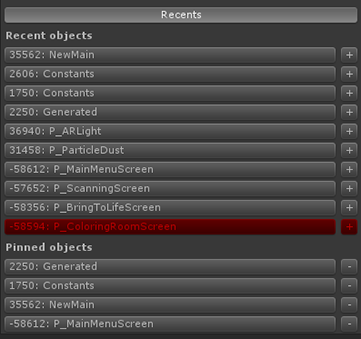 Recents
Recent objects
35562: NewMain +
2606: Constants +
1750: Constants +
2250: Generated +
36940: P_ARLight +
31458: P_ParticleDust +
-58612: P_MainMenuScreen +
-57652: P_ScanningScreen +
-58356: P_BringToLifeScreen +
-58594: P_ColoringRoomScreen +
Pinned objects
2250: Generated -
1750: Constants -
35562: NewMain -
-58612: P_MainMenuScreen -